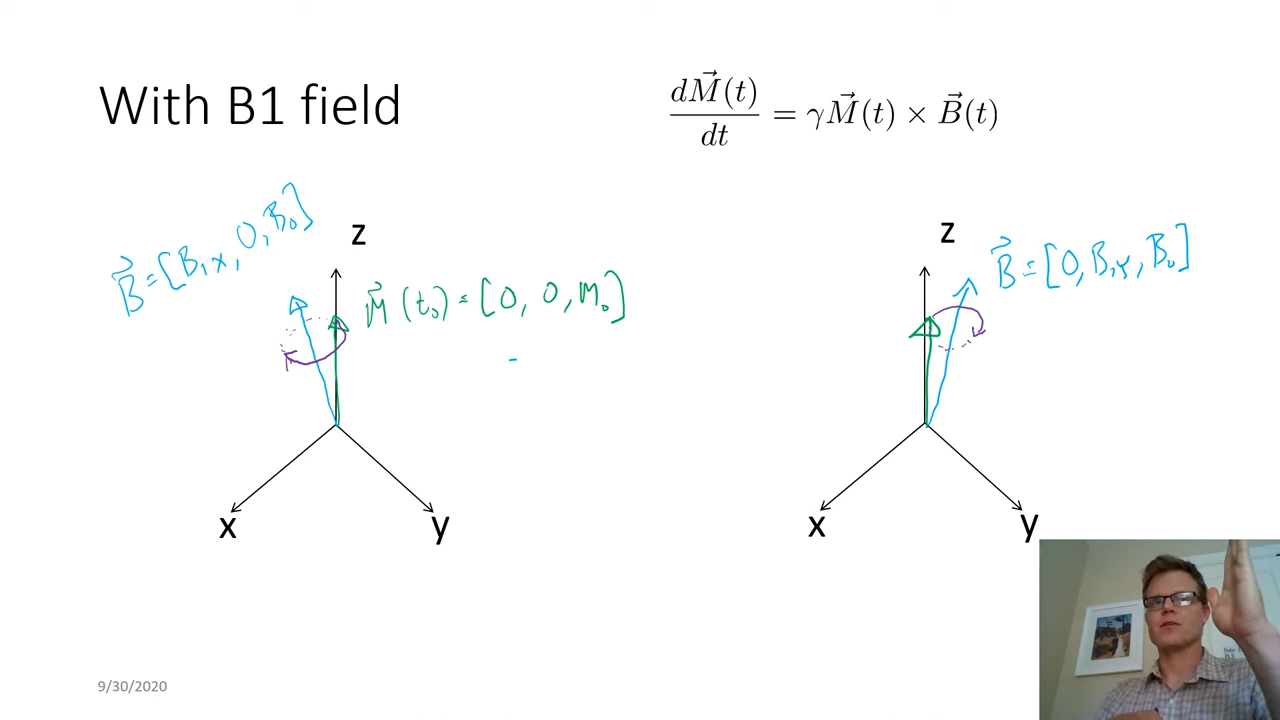 With B1 field
dM⃗(t)/dt = γM⃗(t) × B⃗(t)
B⃗=[B₁x, 0, B₀]
z
M⃗(t₀) = [0, 0, M₀]
x
y
z
B⃗=[0, B₁y, B₀]
x
y
9/30/2020